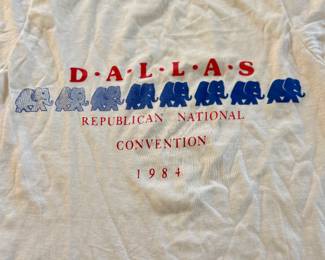 D·A·L·L·A·S
REPUBLICAN NATIONAL
CONVENTION
1984